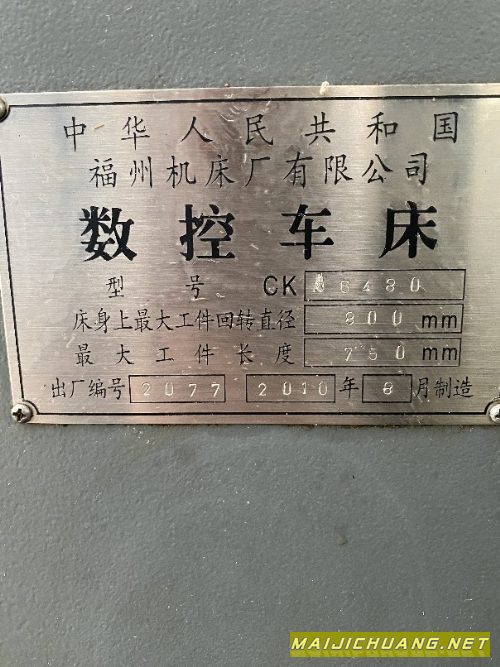 中华人民共和国
福州机床厂有限公司
数控车床
型号 CK 6480
床身上最大工件回转直径 800 mm
最大工件长度 750 mm
出厂编号 2077 2010 年 8 月制造
MAIJICHUANG.NET